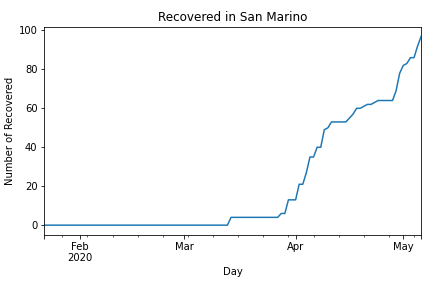 Recovered in San Marino
Number of Recovered
100
80
60
40
20
0
Feb
2020
Mar
Apr
May
Day